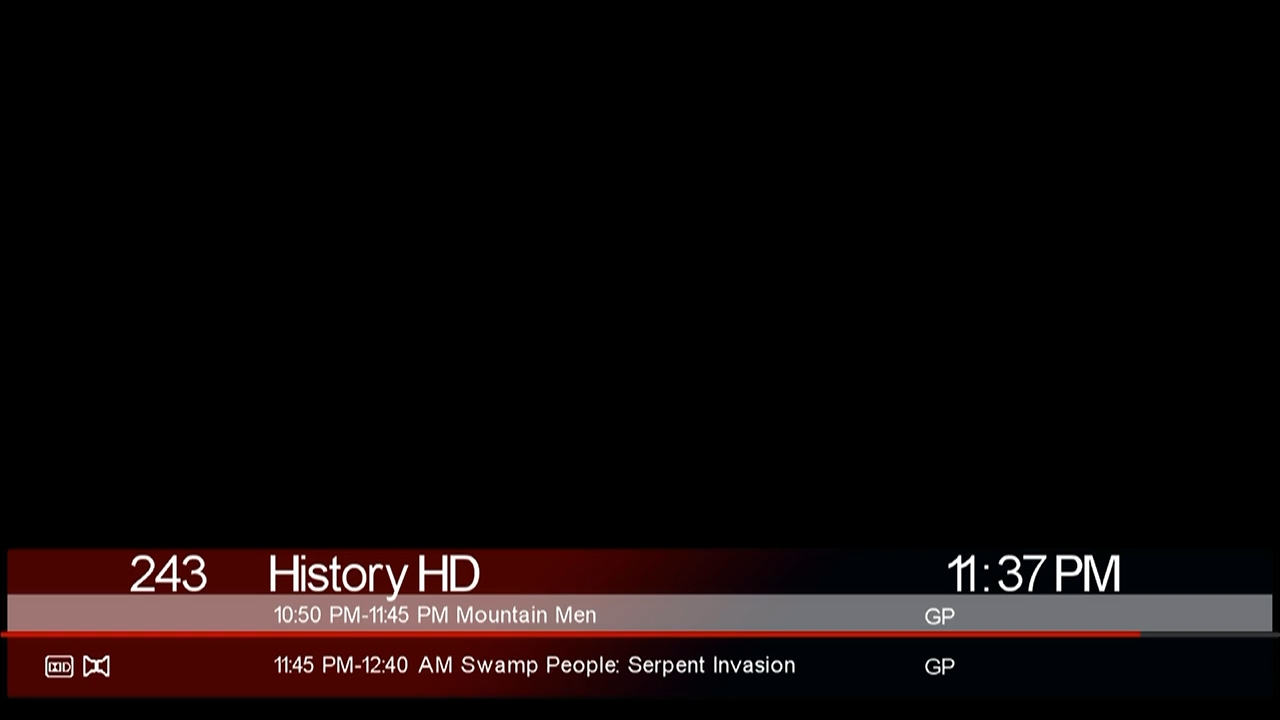 243 History HD 11:37 PM
10:50 PM-11:45 PM Mountain Men GP
11:45 PM-12:40 AM Swamp People: Serpent Invasion GP